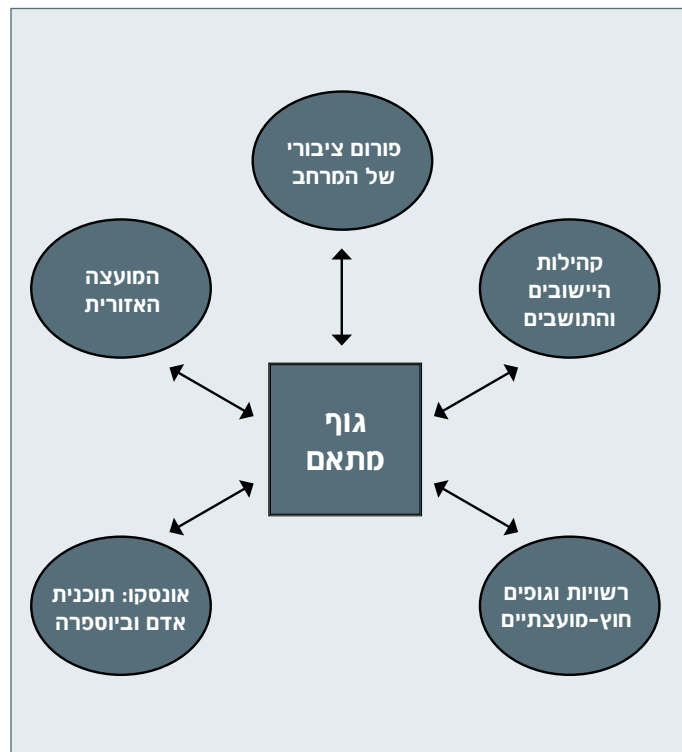 פורום ציבורי
של המרחב
קהילות
היישובים
והתושבים
המועצה
האזורית
גוף
מתאם
רשויות וגופים
חוץ-מועצתיים
אונסקו: תוכנית
אדם וביוספרה